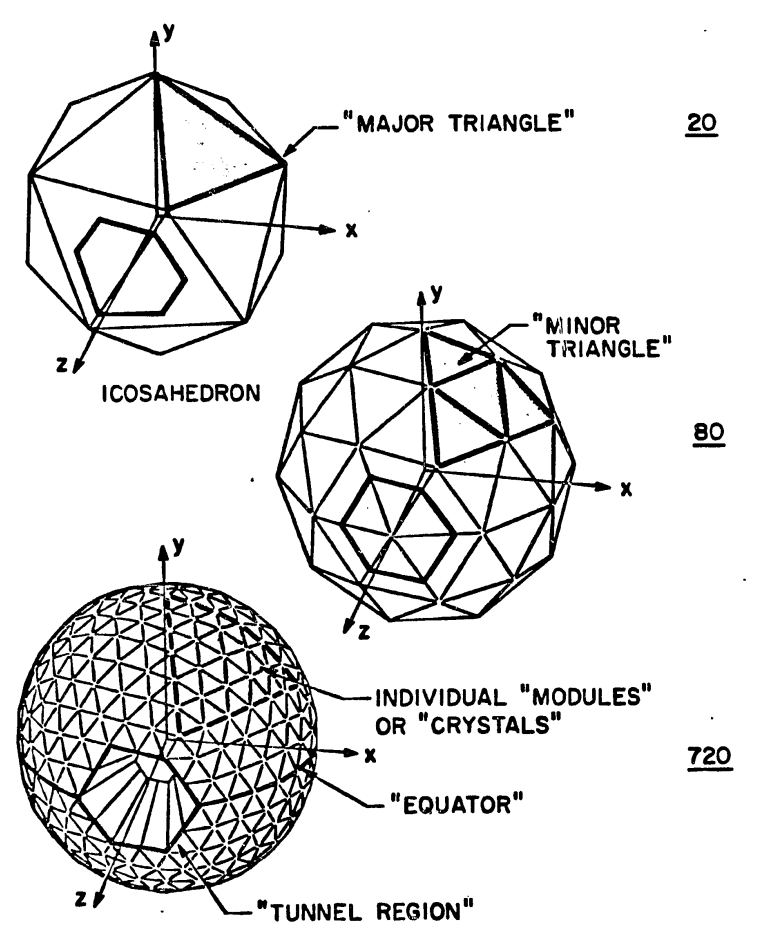 y
"MAJOR TRIANGLE"
20
x
z
ICOSAHEDRON
y
"MINOR
TRIANGLE"
80
x
z
y
INDIVIDUAL "MODULES"
OR "CRYSTALS"
x
720
"EQUATOR"
z
"TUNNEL REGION"